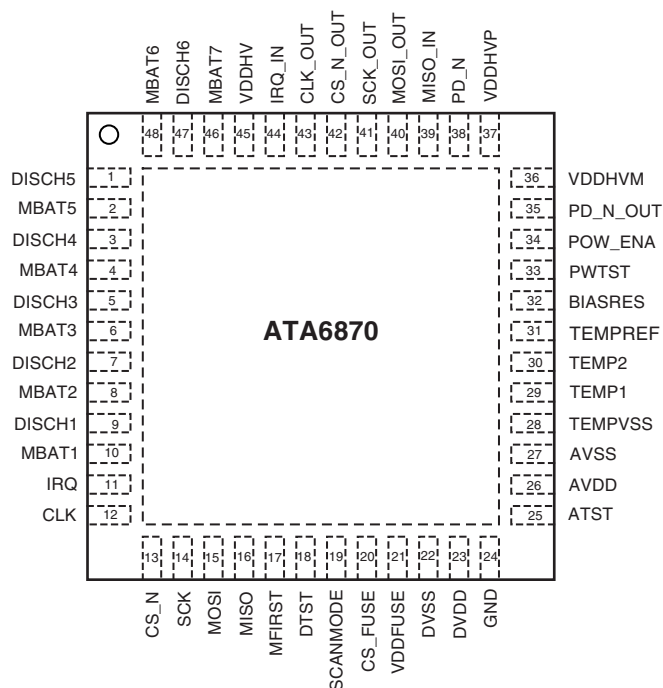 MBAT6
DISCH6
MBAT7
VDDHV
IRQ_IN
CLK_OUT
CS_N_OUT
SCK_OUT
MOSI_OUT
MISO_IN
PD_N
VDDHVP
48 47 46 45 44 43 42 41 40 39 38 37
DISCH5 1
MBAT5 2
DISCH4 3
MBAT4 4
DISCH3 5
MBAT3 6
DISCH2 7
MBAT2 8
DISCH1 9
MBAT1 10
IRQ 11
CLK 12
ATA6870
36 VDDHVM
35 PD_N_OUT
34 POW_ENA
33 PWTST
32 BIASRES
31 TEMPREF
30 TEMP2
29 TEMP1
28 TEMPVSS
27 AVSS
26 AVDD
25 ATST
13 14 15 16 17 18 19 20 21 22 23 24
CS_N
SCK
MOSI
MISO
MFIRST
DTST
SCANMODE
CS_FUSE
VDDFUSE
DVSS
DVDD
GND